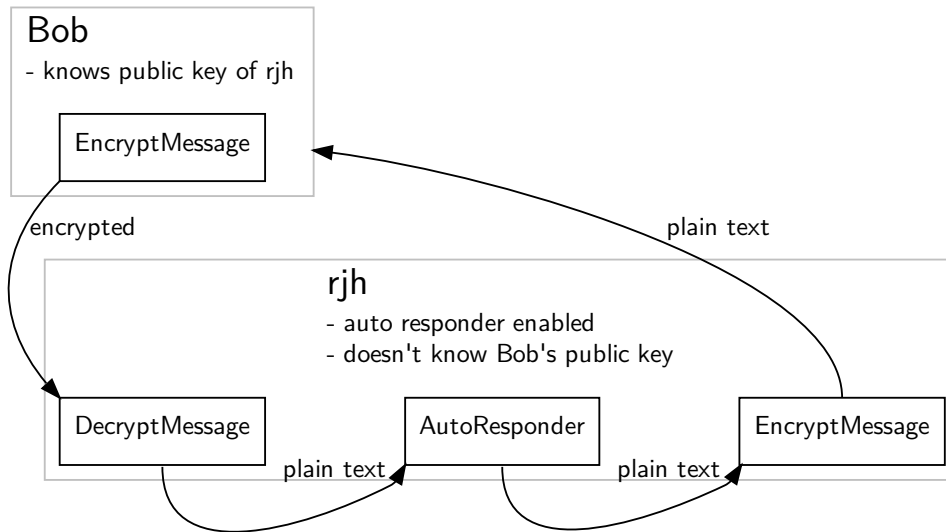 Bob
- knows public key of rjh
EncryptMessage
encrypted
plain text
rjh
- auto responder enabled
- doesn't know Bob's public key
DecryptMessage
AutoResponder
EncryptMessage
plain text
plain text